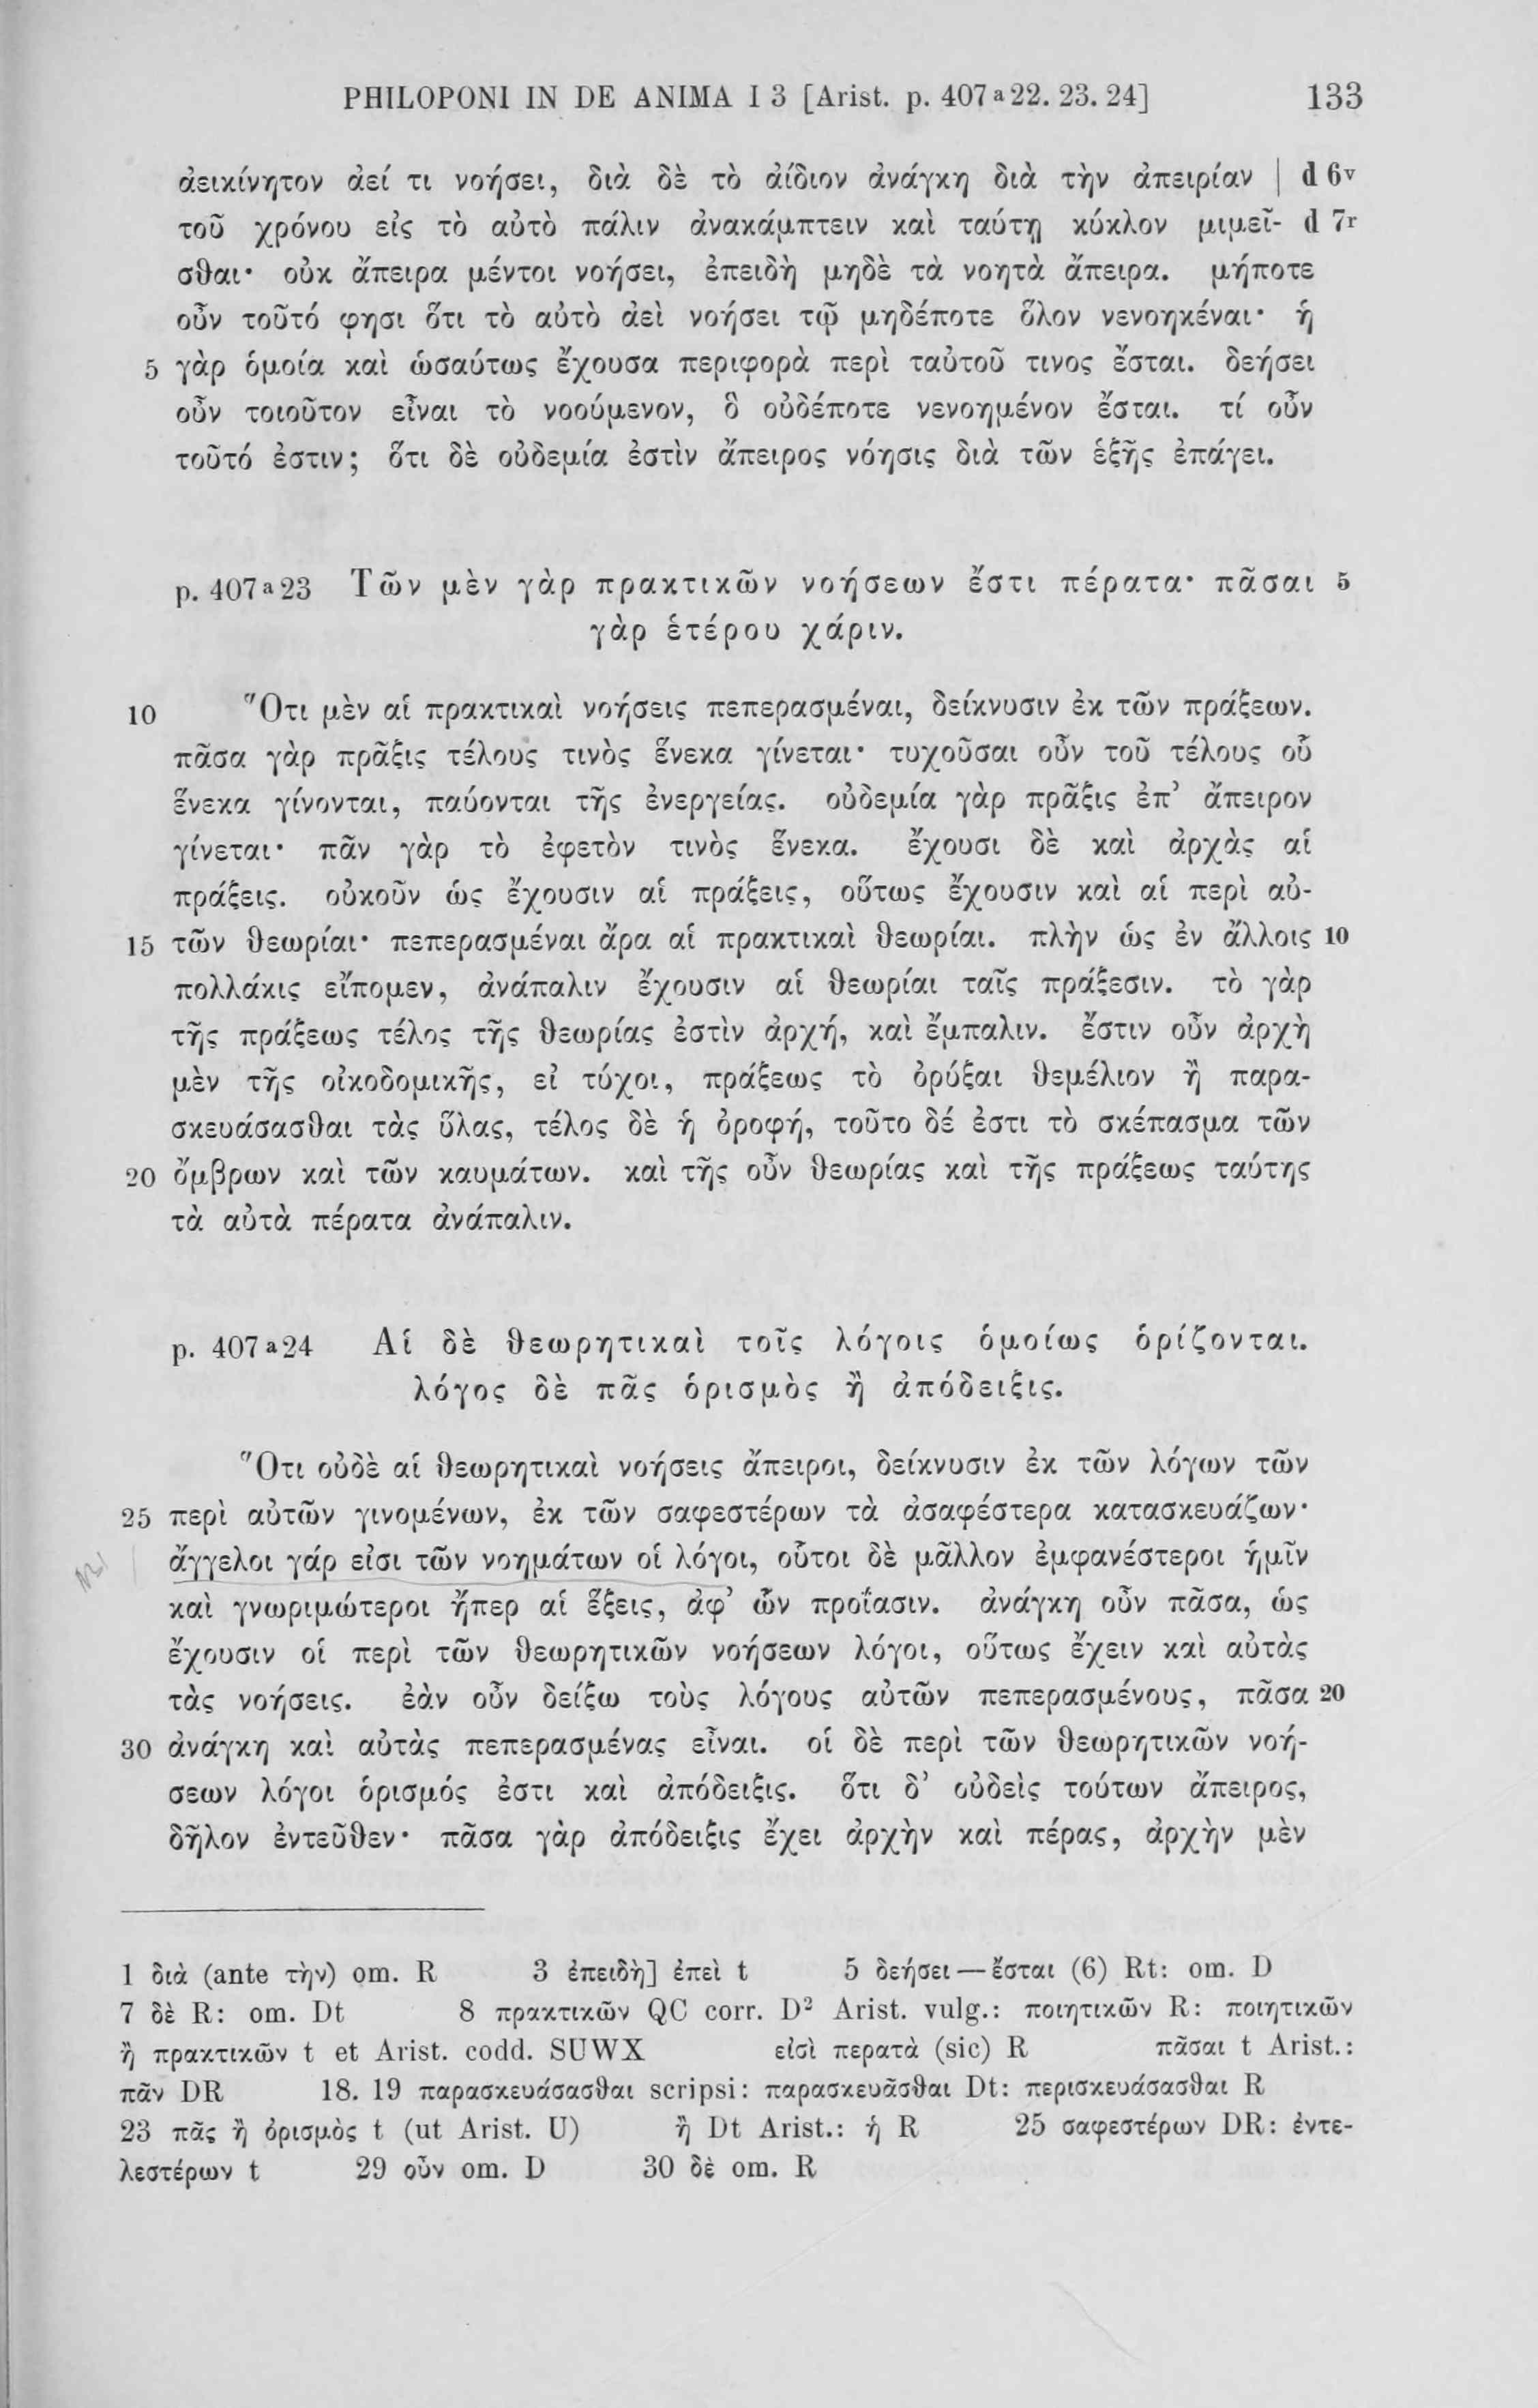 PHILOPONI IN DE ANIMA I 3 [Arist. p. 407 a 22. 23. 24] 133
ἀεικίνητον ἀεί τι νοήσει, διὰ δὲ τὸ ἀίδιον ἀνάγκη διὰ τὴν ἀπειρίαν | d 6v
τοῦ χρόνου εἰς τὸ αὐτὸ πάλιν ἀνακάμπτειν καὶ ταύτῃ κύκλον μιμεῖ- d 7r
σθαι· οὐκ ἄπειρα μέντοι νοήσει, ἐπειδὴ μηδὲ τὰ νοητὰ ἄπειρα. μήποτε
οὖν τοῦτό φησι ὅτι τὸ αὐτὸ ἀεὶ νοήσει τῷ μηδέποτε ὅλον νενοηκέναι· ἡ
5 γὰρ ὁμοία καὶ ὡσαύτως ἔχουσα περιφορὰ περὶ ταὐτοῦ τινος ἔσται. δεήσει
οὖν τοιοῦτον εἶναι τὸ νοούμενον, ὃ οὐδέποτε νενοημένον ἔσται. τί οὖν
τοῦτό ἐστιν; ὅτι δὲ οὐδεμία ἐστὶν ἄπειρος νόησις διὰ τῶν ἑξῆς ἐπάγει.
p. 407 a 23 Τῶν μὲν γὰρ πρακτικῶν νοήσεων ἔστι πέρατα· πᾶσαι 5
γὰρ ἑτέρου χάριν.
10 Ὅτι μὲν αἱ πρακτικαὶ νοήσεις πεπερασμέναι, δείκνυσιν ἐκ τῶν πράξεων.
πᾶσα γὰρ πρᾶξις τέλους τινὸς ἕνεκα γίνεται· τυχοῦσαι οὖν τοῦ τέλους οὗ
ἕνεκα γίνονται, παύονται τῆς ἐνεργείας. οὐδεμία γὰρ πρᾶξις ἐπ’ ἄπειρον
γίνεται· πᾶν γὰρ τὸ ἐφετὸν τινὸς ἕνεκα. ἔχουσι δὲ καὶ ἀρχὰς αἱ
πράξεις. οὐκοῦν ὡς ἔχουσιν αἱ πράξεις, οὕτως ἔχουσιν καὶ αἱ περὶ αὐ-
15 τῶν θεωρίαι· πεπερασμέναι ἄρα αἱ πρακτικαὶ θεωρίαι. πλὴν ὡς ἐν ἄλλοις 10
πολλάκις εἴπομεν, ἀνάπαλιν ἔχουσιν αἱ θεωρίαι ταῖς πράξεσιν. τὸ γὰρ
τῆς πράξεως τέλος τῆς θεωρίας ἐστὶν ἀρχή, καὶ ἔμπαλιν. ἔστιν οὖν ἀρχὴ
μὲν τῆς οἰκοδομικῆς, εἰ τύχοι, πράξεως τὸ ὀρύξαι θεμέλιον ἢ παρα-
σκευάσασθαι τὰς ὕλας, τέλος δὲ ἡ ὀροφή, τοῦτο δέ ἐστι τὸ σκέπασμα τῶν
20 ὄμβρων καὶ τῶν καυμάτων. καὶ τῆς οὖν θεωρίας καὶ τῆς πράξεως ταύτης
τὰ αὐτὰ πέρατα ἀνάπαλιν.
p. 407 a 24 Αἱ δὲ θεωρητικαὶ τοῖς λόγοις ὁμοίως ὁρίζονται.
λόγος δὲ πᾶς ὁρισμὸς ἢ ἀπόδειξις.
Ὅτι οὐδὲ αἱ θεωρητικαὶ νοήσεις ἄπειροι, δείκνυσιν ἐκ τῶν λόγων τῶν
25 περὶ αὐτῶν γινομένων, ἐκ τῶν σαφεστέρων τὰ ἀσαφέστερα κατασκευάζων·
ἄγγελοι γάρ εἰσι τῶν νοημάτων οἱ λόγοι, οὗτοι δὲ μᾶλλον ἐμφανέστεροι ἡμῖν
καὶ γνωριμώτεροι ἤπερ αἱ ἕξεις, ἀφ’ ὧν προΐασιν. ἀνάγκη οὖν πᾶσα, ὡς
ἔχουσιν οἱ περὶ τῶν θεωρητικῶν νοήσεων λόγοι, οὕτως ἔχειν καὶ αὐτὰς
τὰς νοήσεις. ἐὰν οὖν δείξω τοὺς λόγους αὐτῶν πεπερασμένους, πᾶσα 20
30 ἀνάγκη καὶ αὐτὰς πεπερασμένας εἶναι. οἱ δὲ περὶ τῶν θεωρητικῶν νοή-
σεων λόγοι ὁρισμός ἐστι καὶ ἀπόδειξις. ὅτι δ’ οὐδεὶς τούτων ἄπειρος,
δῆλον ἐντεῦθεν· πᾶσα γὰρ ἀπόδειξις ἔχει ἀρχὴν καὶ πέρας, ἀρχὴν μὲν
1 διὰ (ante τὴν) om. R 3 ἐπειδὴ] ἐπεὶ t 5 δεήσει — ἔσται (6) Rt: om. D
7 δὲ R: om. Dt 8 πρακτικῶν QC corr. D² Arist. vulg.: ποιητικῶν R: ποιητικῶν
ἢ πρακτικῶν t et Arist. codd. SUWX εἰσὶ περατὰ (sic) R πᾶσαι t Arist.:
πᾶν DR 18. 19 παρασκευάσασθαι scripsi: παρασκευᾶσθαι Dt: περισκευάσασθαι R
23 πᾶς ἢ ὁρισμὸς t (ut Arist. U) ἢ Dt Arist.: ἡ R 25 σαφεστέρων DR: ἐντε-
λεστέρων t 29 οὖν om. D 30 δὲ om. R